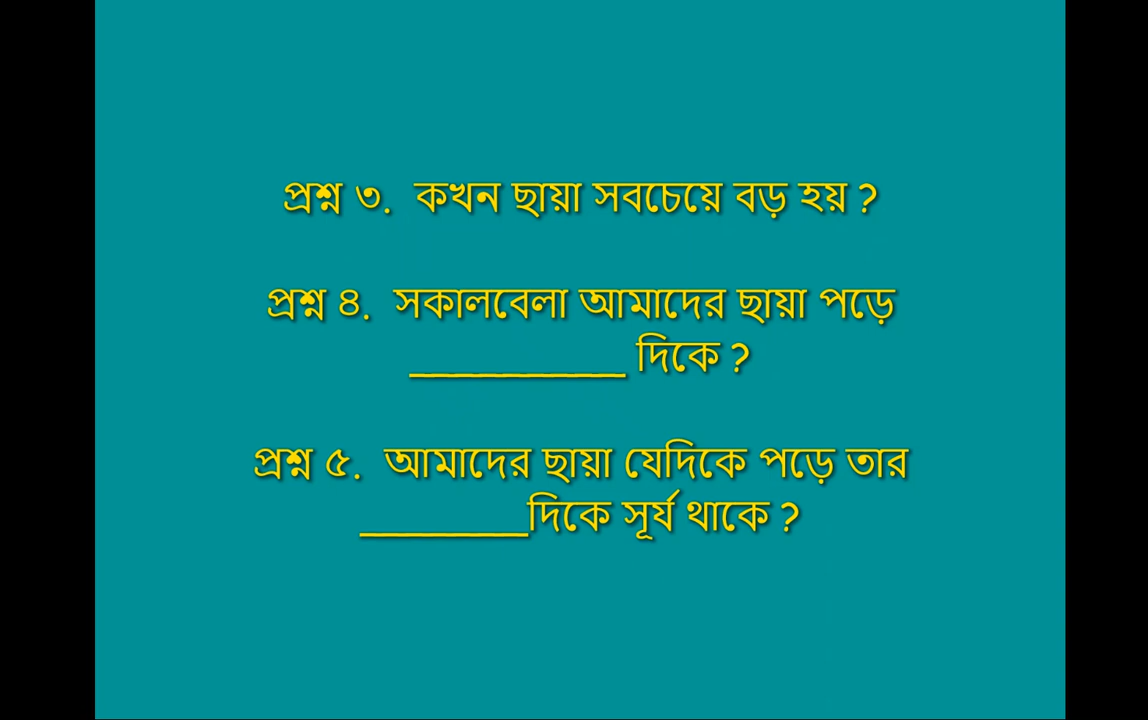 প্রশ্ন ৩.  কখন ছায়া সবচেয়ে বড় হয় ?
প্রশ্ন ৪.  সকালবেলা আমাদের ছায়া পড়ে
__________ দিকে ?
প্রশ্ন ৫.  আমাদের ছায়া যেদিকে পড়ে তার
________দিকে সূর্য থাকে ?